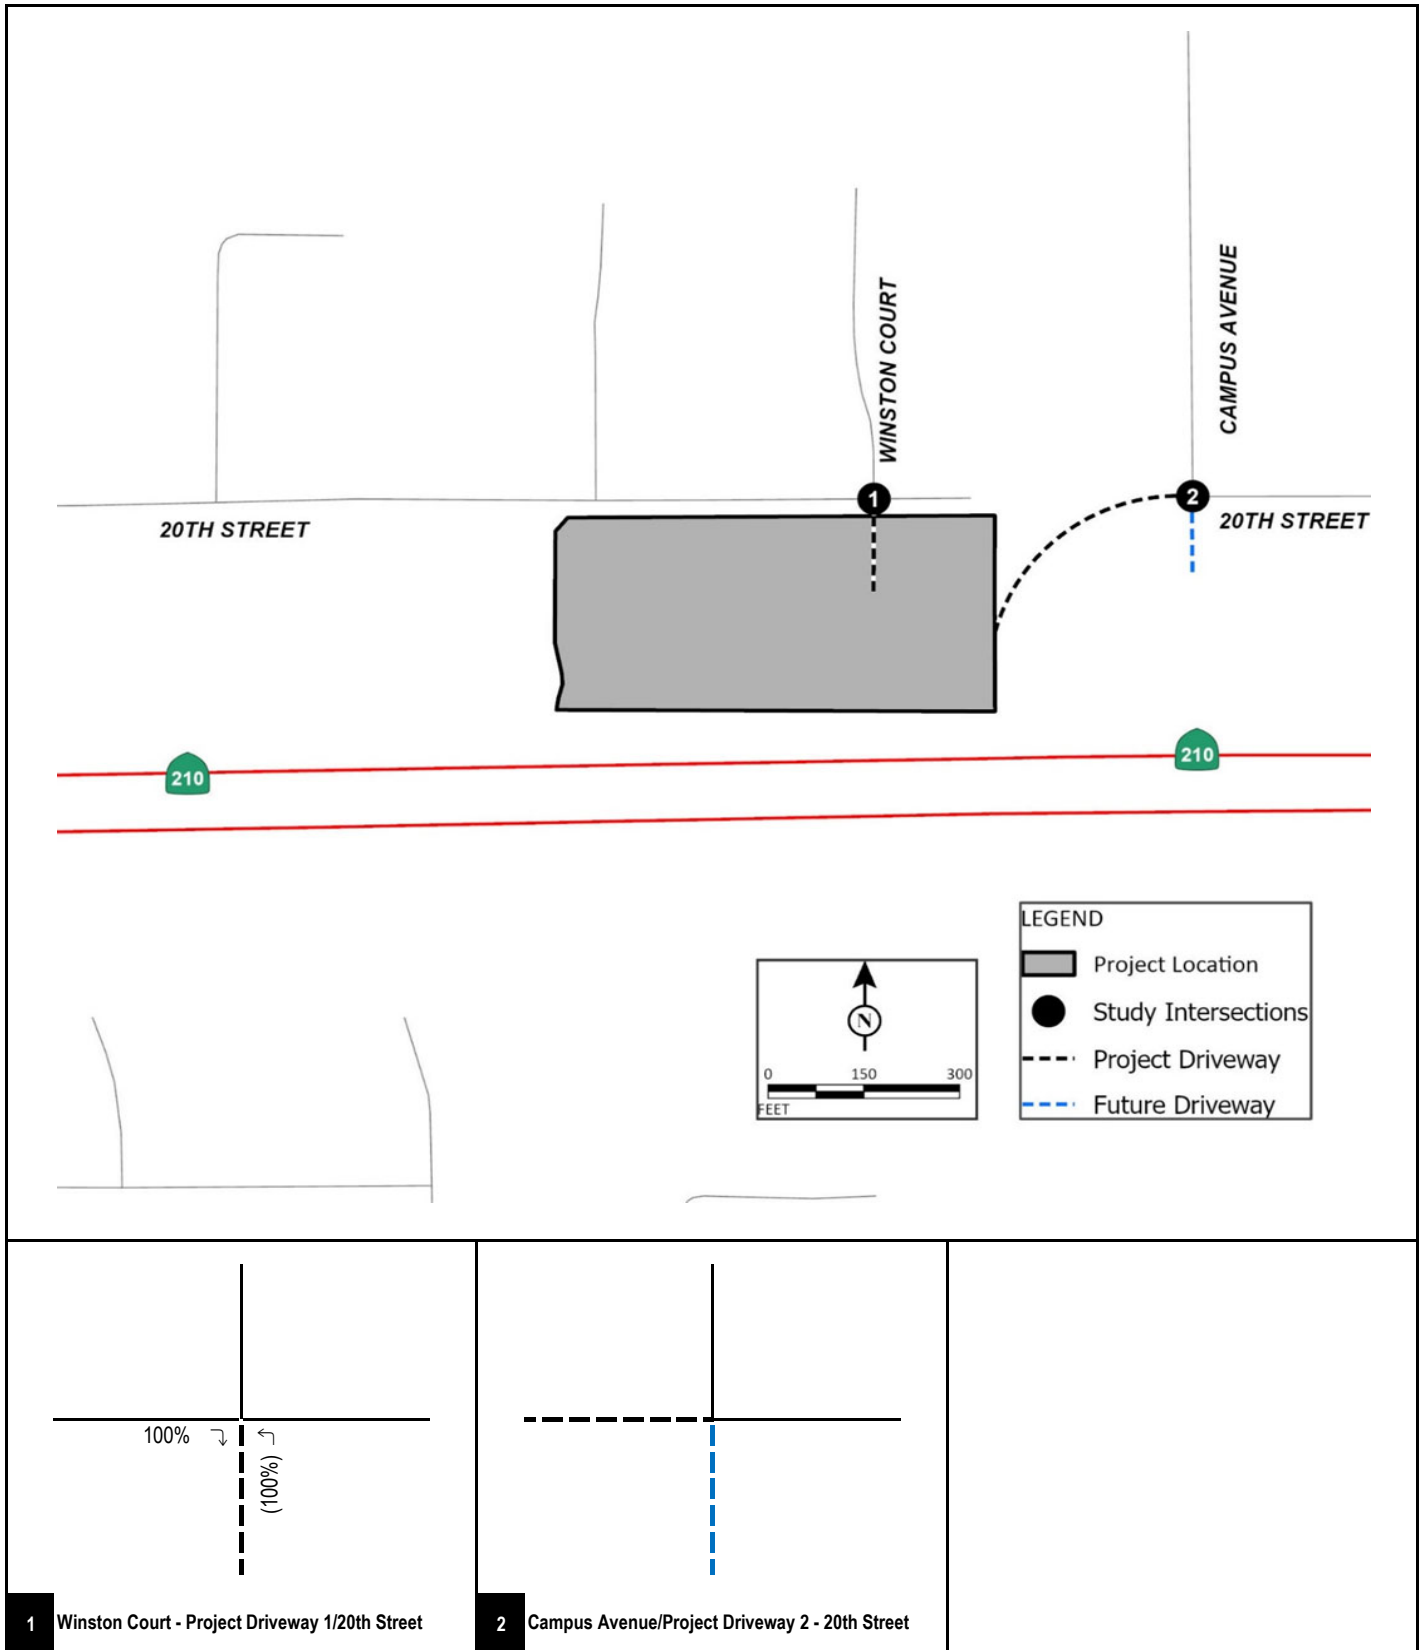 WINSTON COURT
CAMPUS AVENUE
1
2
20TH STREET
20TH STREET
210
210
LEGEND
Project Location
Study Intersections
Project Driveway
Future Driveway
N
0 150 300
FEET
100%
(100%)
1 Winston Court - Project Driveway 1/20th Street
2 Campus Avenue/Project Driveway 2 - 20th Street